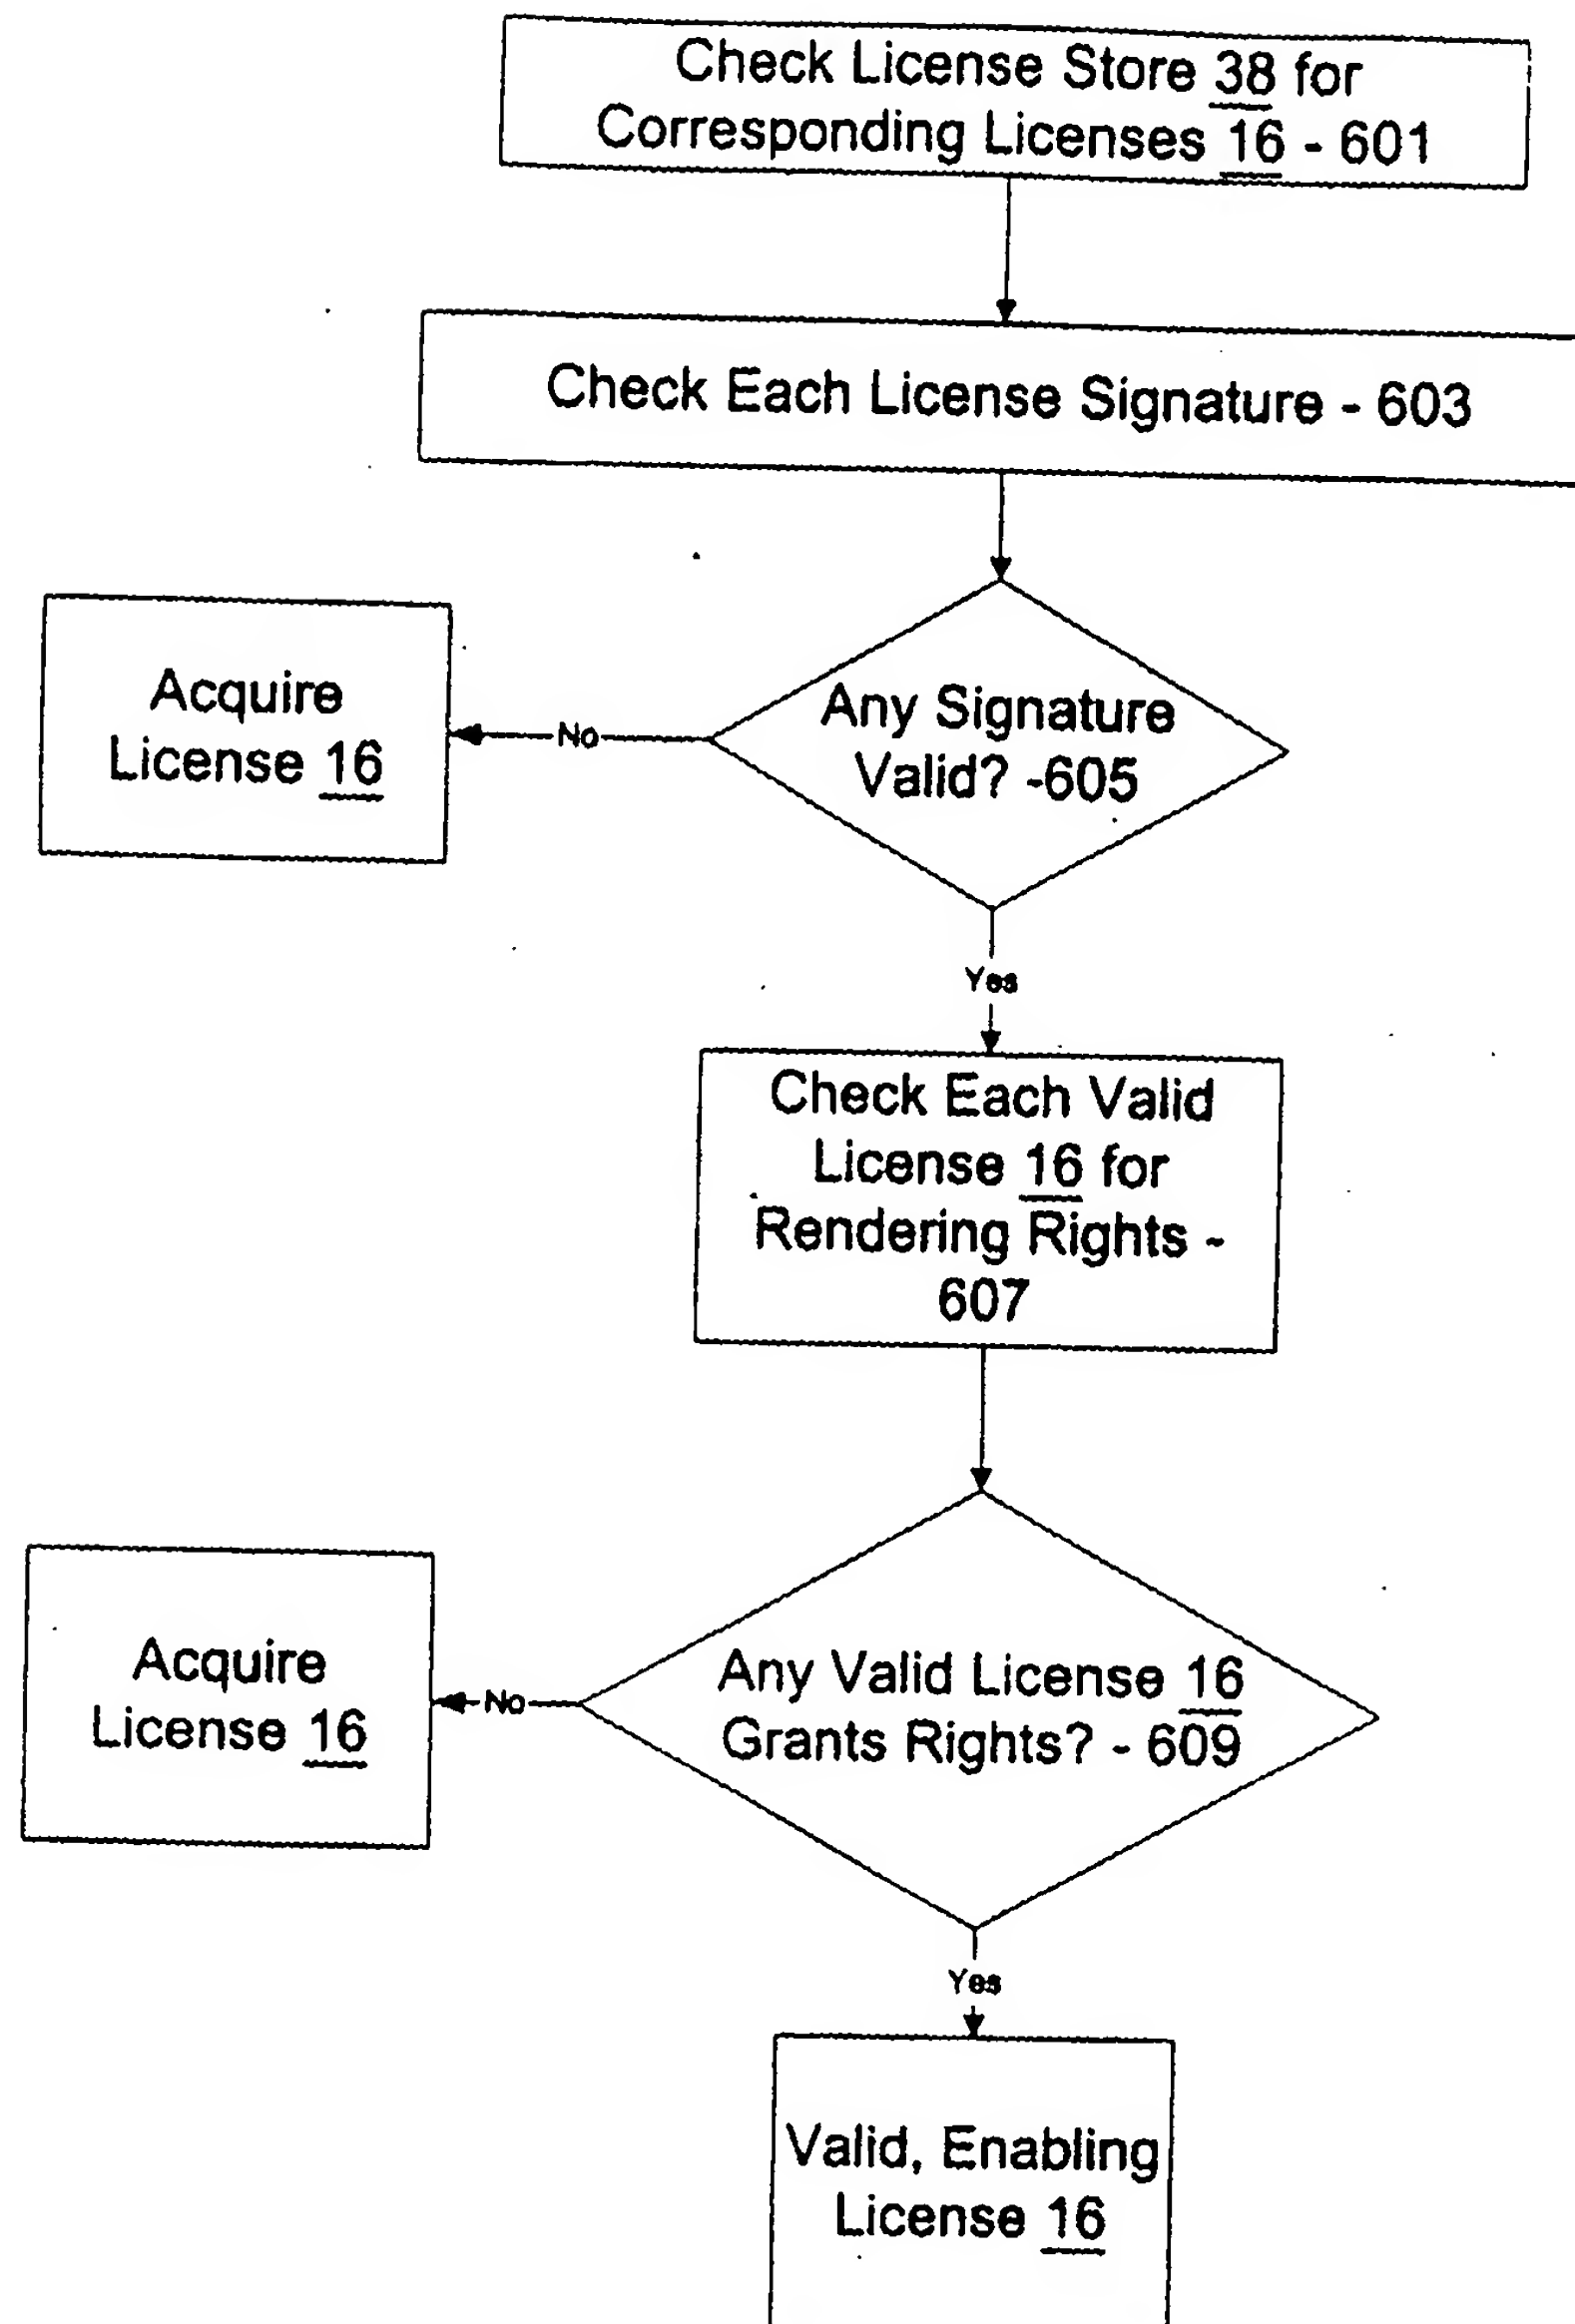 Check License Store 38 for
Corresponding Licenses 16 - 601
Check Each License Signature - 603
Acquire
License 16
No
Any Signature
Valid? -605
Yes
Check Each Valid
License 16 for
Rendering Rights -
607
Acquire
License 16
No
Any Valid License 16
Grants Rights? - 609
Yes
Valid, Enabling
License 16